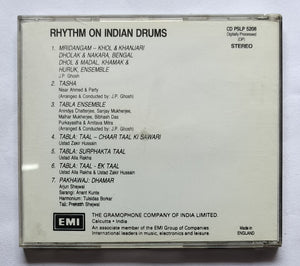 RHYTHM ON INDIAN DRUMS
CD PSLP 5208
Digitally Processed
STEREO
1. MRIDANGAM – KHOL & KHANJARI
DHOLAK & NAKARA, BENGAL
DHOL & MADAL, KHAMAK &
HURUK, ENSEMBLE
J.P. Ghosh
2. TASHA
Near Ahmed & Party
(Arranged & Conducted by: J.P. Ghosh)
3. TABLA ENSEMBLE
Anindya Chatterjee, Sanjay Mukherjee,
Malhar Mukherjee, Bibhash Das
Purkayastha & Amitava Mitra
(Arranged & Conducted by: J.P. Ghosh)
4. TABLA: TAAL – CHAAR TAAL KI SAWARI
Ustad Zakir Hussain
5. TABLA: SURPHAKTA TAAL
Ustad Alla Rakha
6. TABLA: TAAL - EK TAAL
Ustad Alla Rakha & Ustad Zakir Hussain
7. PAKHAWAJ: DHAMAR
Arjun Shejwal
Sarangi: Anant Kunte
Harmonium: Tulsidas Borkar
Taj: Prakash Shejwal
EMI
THE GRAMOPHONE COMPANY OF INDIA LIMITED.
Calcutta • India
An associate member of the EMI Group of Companies
International leaders in music, electronics and leisure.
Made in
ENGLAND